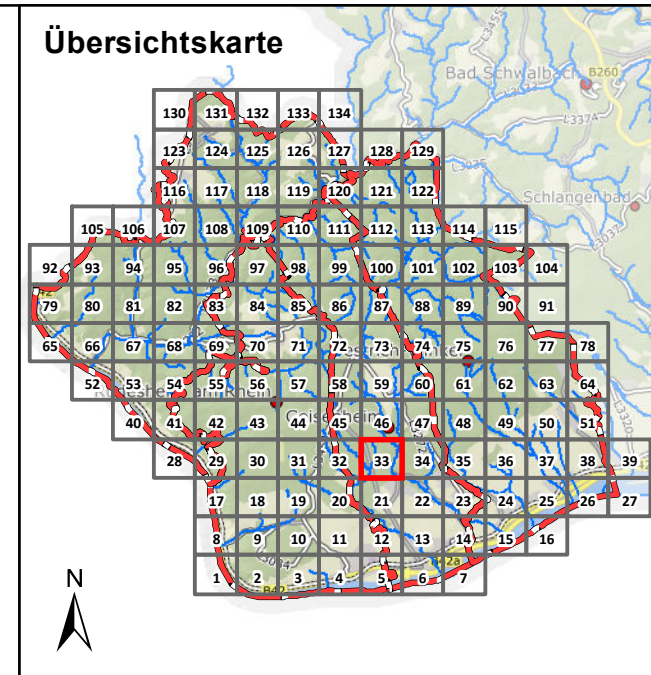 Übersichtskarte
L3455
Bad Schwalbach
B260
L3374
130 131 132 133 134
123 124 125 126 127 128 129
L3035
116 117 118 119 120 121 122
Schlangenbad
105 106 107 108 109 110 111 112 113 114 115
L3037
92 93 94 95 96 97 98 99 100 101 102 103 104
79 80 81 82 83 84 85 86 87 88 89 90 91
65 66 67 68 69 70 71 72 73 74 75 76 77 78
52 53 54 55 56 57 58 59 60 61 62 63 64
Geisenheim
L3320
40 41 42 43 44 45 46 47 48 49 50 51
28 29 30 31 32 33 34 35 36 37 38 39
17 18 19 20 21 22 23 24 25 26 27
8 9 10 11 12 13 14 15 16
L3034
B42a
1 2 3 4 5 6 7
B42
N